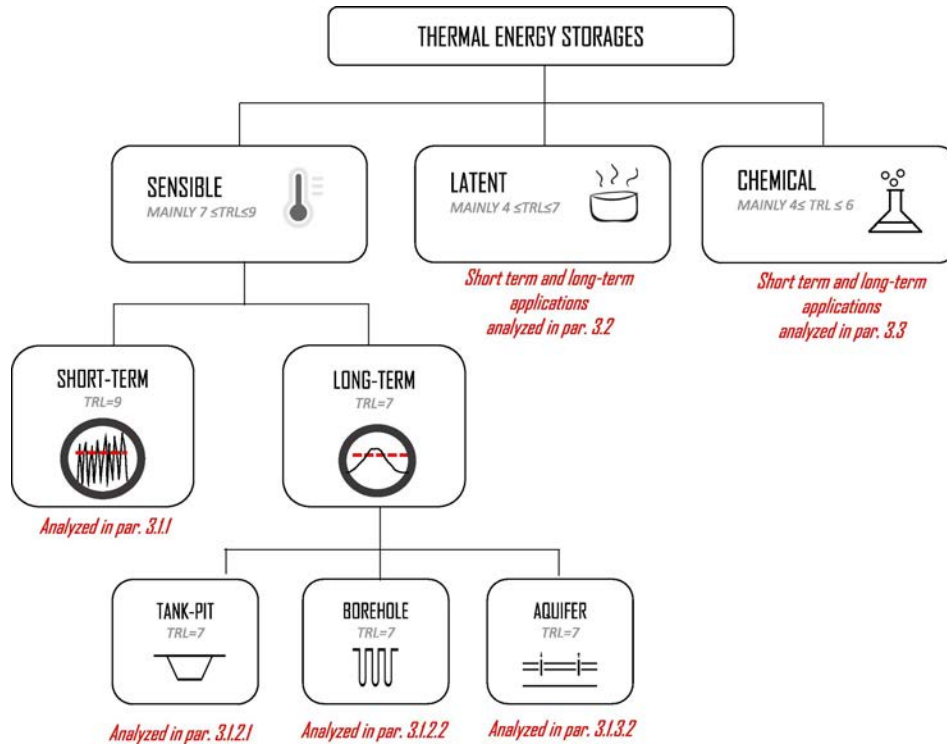 THERMAL ENERGY STORAGES
SENSIBLE
MAINLY 7 ≤TRL≤9
LATENT
MAINLY 4 ≤TRL≤7
CHEMICAL
MAINLY 4≤ TRL ≤ 6
Short term and long-term
applications
analyzed in par. 3.2
Short term and long-term
applications
analyzed in par. 3.3
SHORT-TERM
TRL=9
LONG-TERM
TRL=7
Analyzed in par. 3.1.1
TANK-PIT
TRL=7
BOREHOLE
TRL=7
AQUIFER
TRL=7
Analyzed in par. 3.1.2.1
Analyzed in par. 3.1.2.2
Analyzed in par. 3.1.3.2